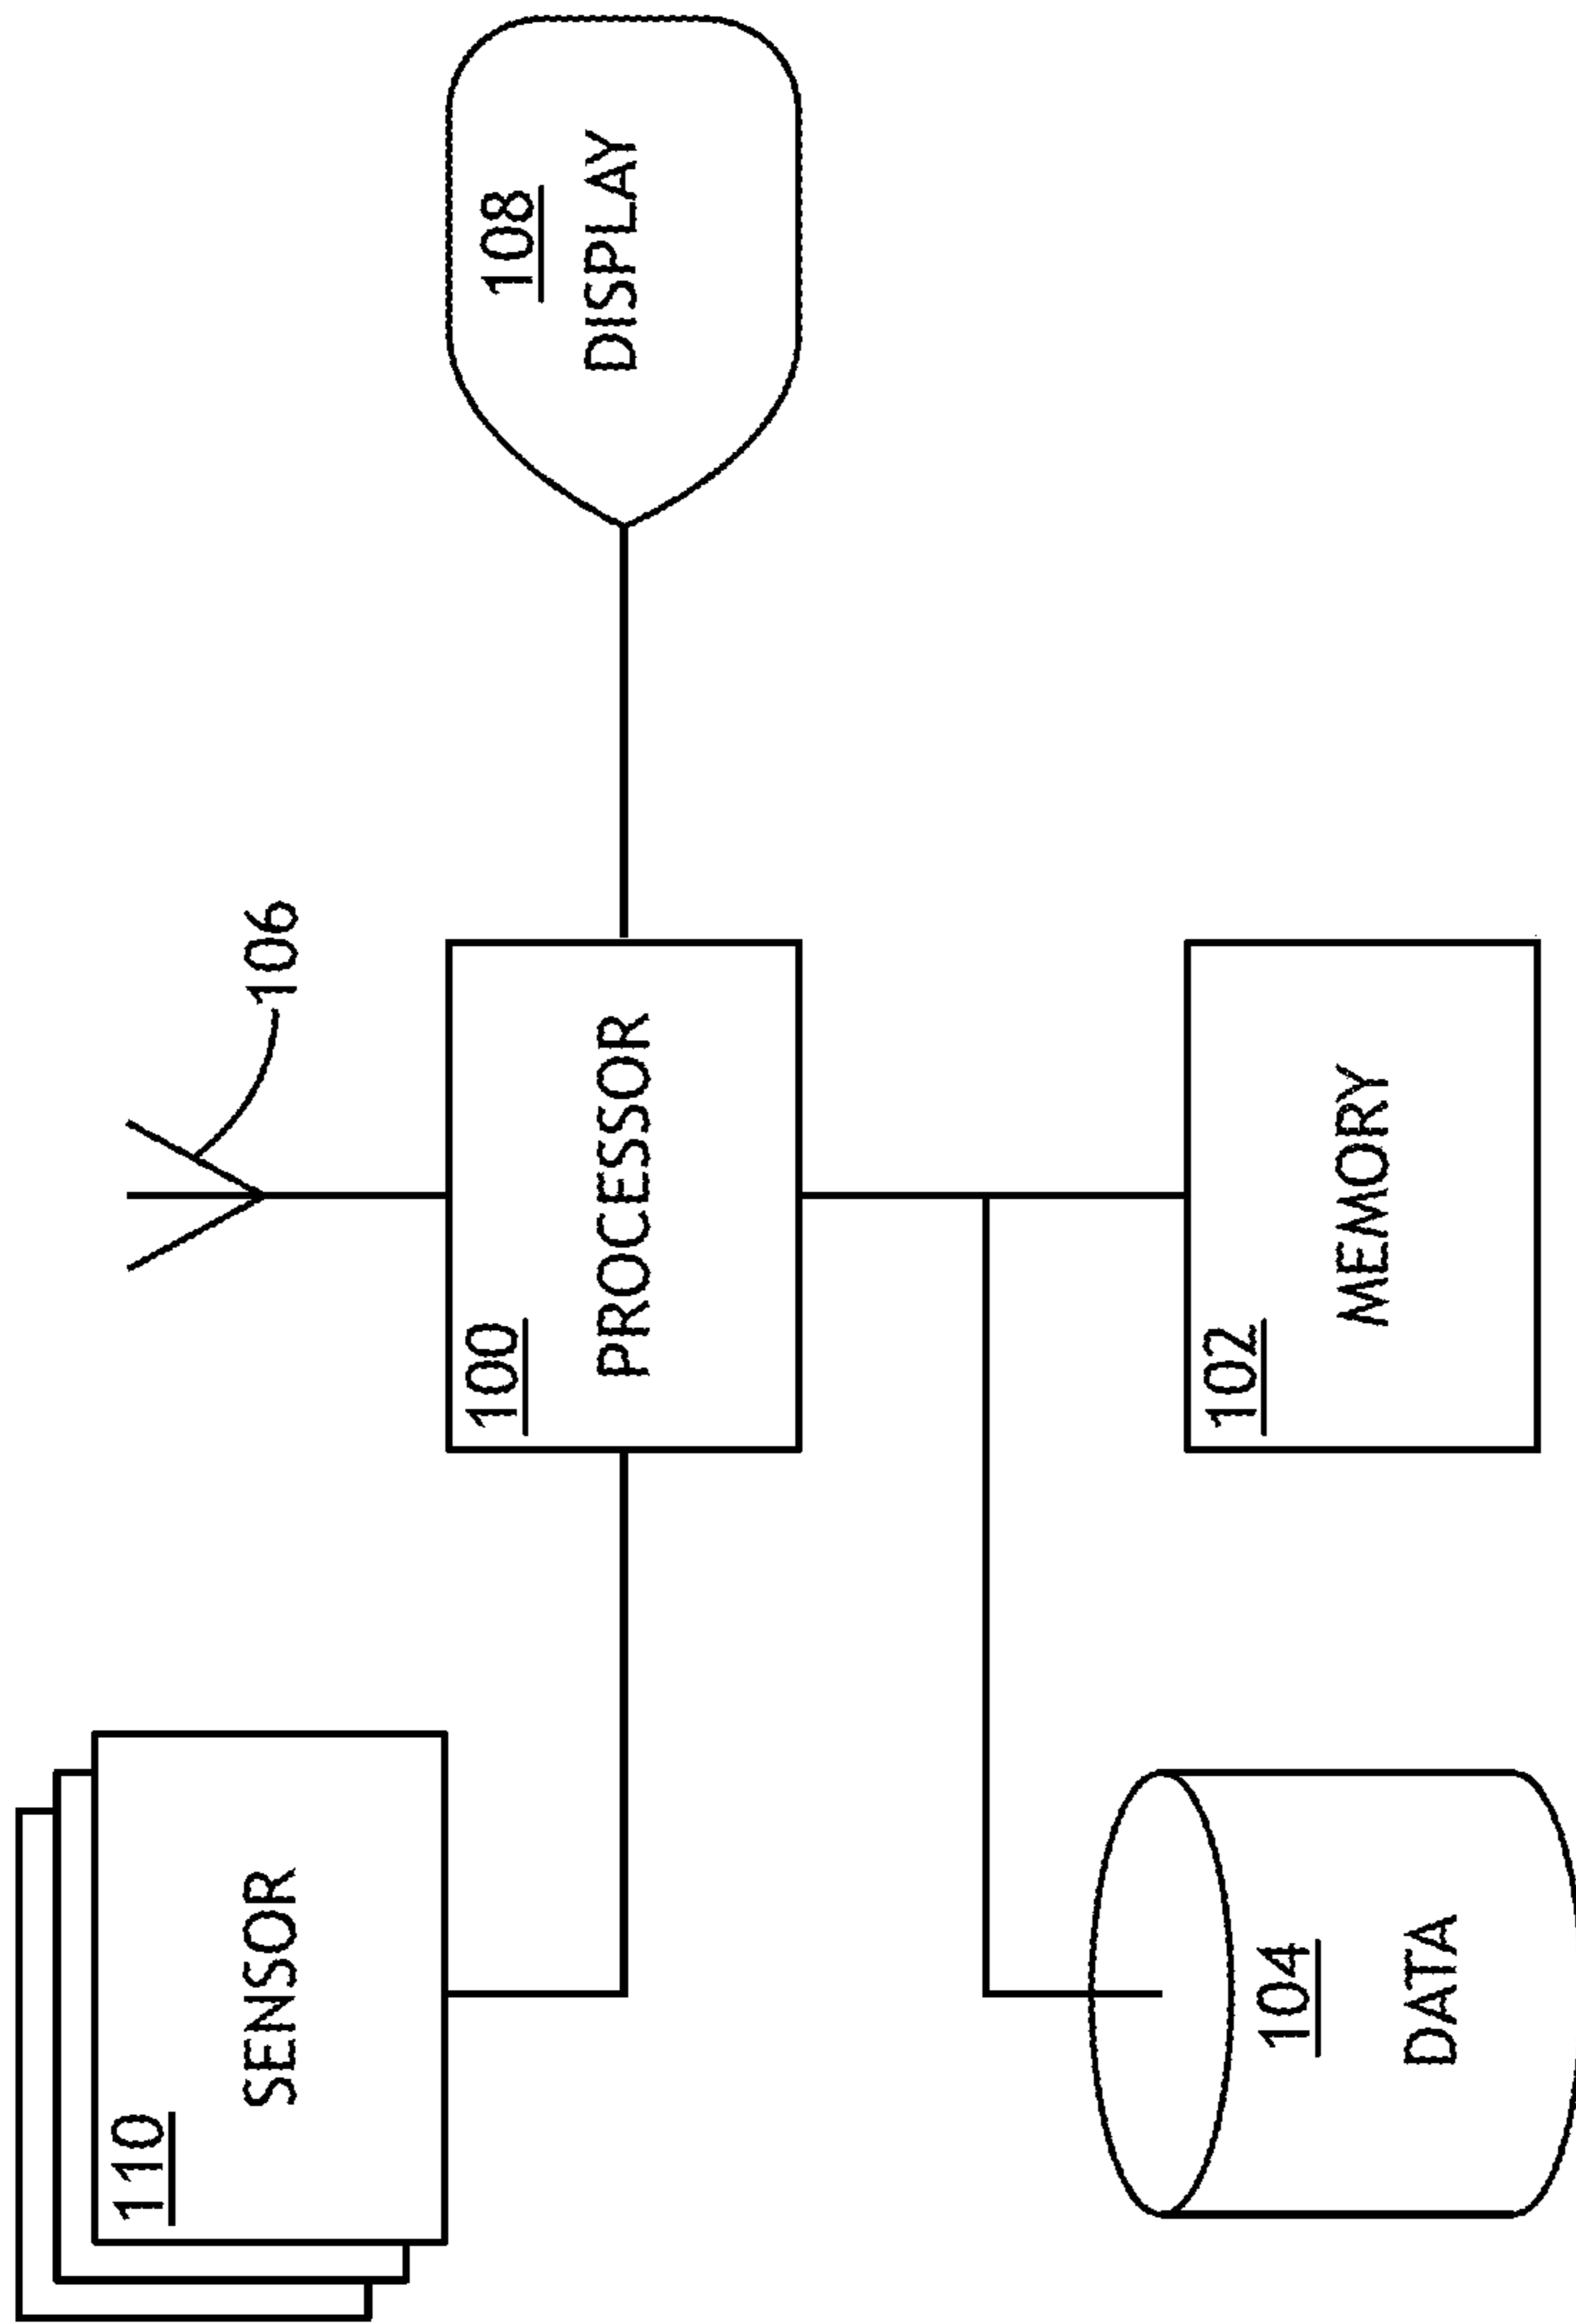 110
SENSOR
106
100
PROCESSOR
108
DISPLAY
104
DATA
102
MEMORY